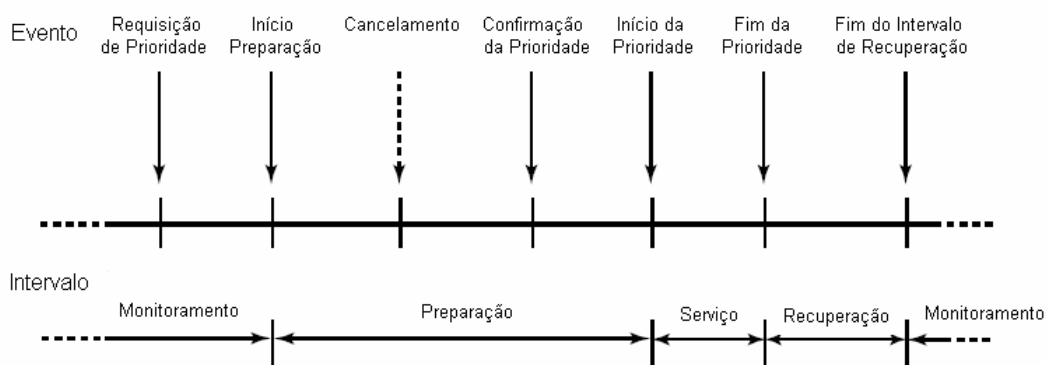 Evento
Requisição
de Prioridade
Início
Preparação
Cancelamento
Confirmação
da Prioridade
Início da
Prioridade
Fim da
Prioridade
Fim do Intervalo
de Recuperação
Intervalo
Monitoramento
Preparação
Serviço
Recuperação
Monitoramento